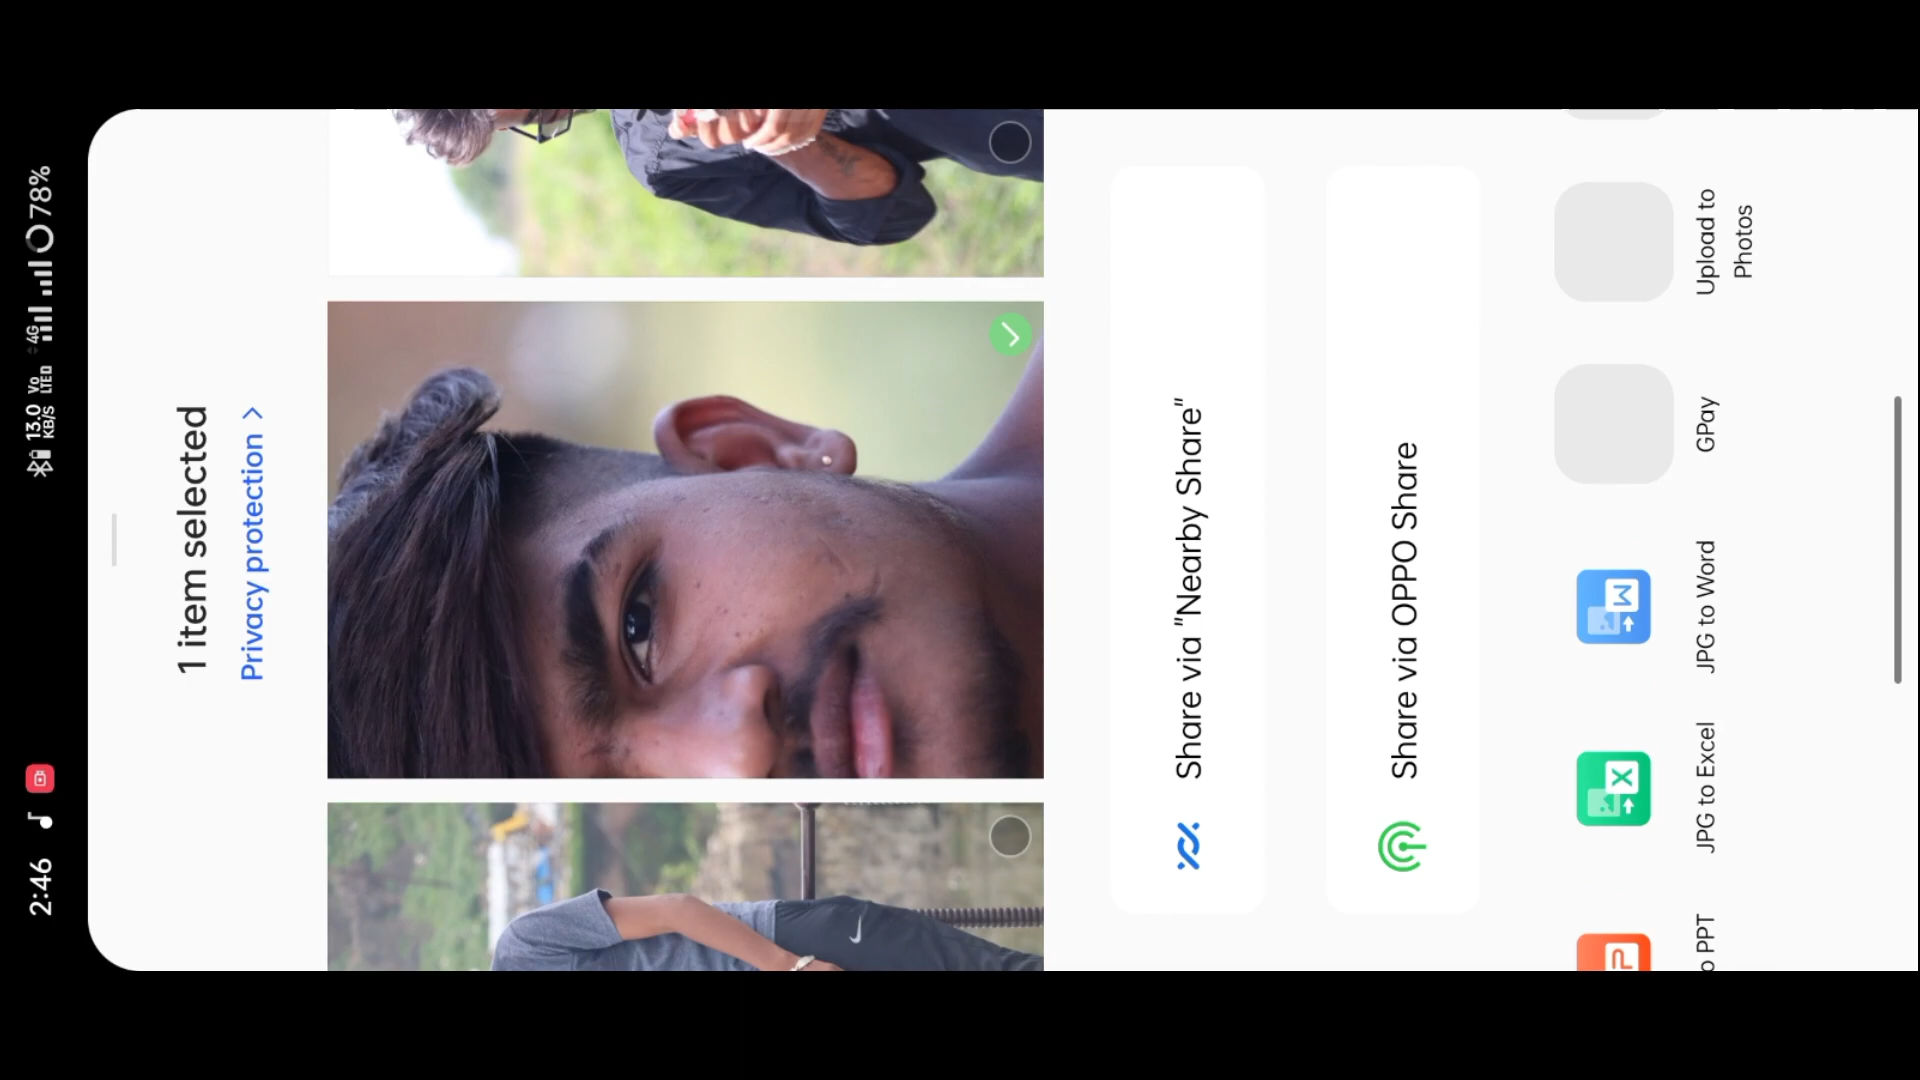 2:46
13.0 KB/S Vo LTE 4G 78%
1 item selected
Privacy protection >
Share via "Nearby Share"
Share via OPPO Share
o PPT
JPG to Excel
JPG to Word
GPay
Upload to
Photos